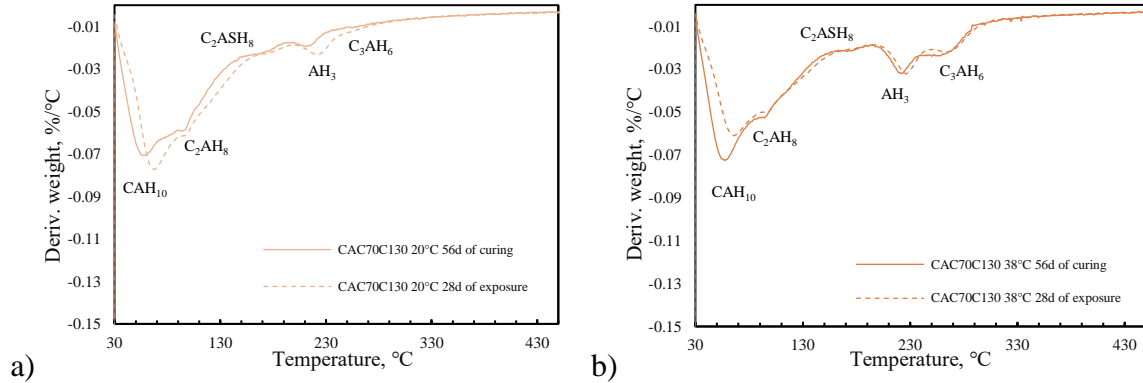 Deriv. weight, %/°C
-0.01
-0.03
-0.05
-0.07
-0.09
-0.11
-0.13
-0.15
C₂ASH₈
C₃AH₆
AH₃
C₂AH₈
CAH₁₀
CAC70C130 20°C 56d of curing
CAC70C130 20°C 28d of exposure
30 130 230 330 430
Temperature, °C
a)
Deriv. weight, %/°C
-0.01
-0.03
-0.05
-0.07
-0.09
-0.11
-0.13
-0.15
C₂ASH₈
C₃AH₆
AH₃
C₂AH₈
CAH₁₀
CAC70C130 38°C 56d of curing
CAC70C130 38°C 28d of exposure
30 130 230 330 430
Temperature, °C
b)